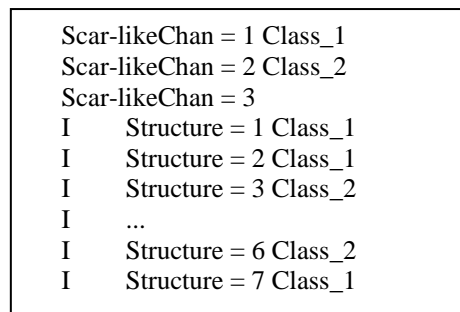 Scar-likeChan = 1 Class_1
Scar-likeChan = 2 Class_2
Scar-likeChan = 3
I Structure = 1 Class_1
I Structure = 2 Class_1
I Structure = 3 Class_2
I ...
I Structure = 6 Class_2
I Structure = 7 Class_1